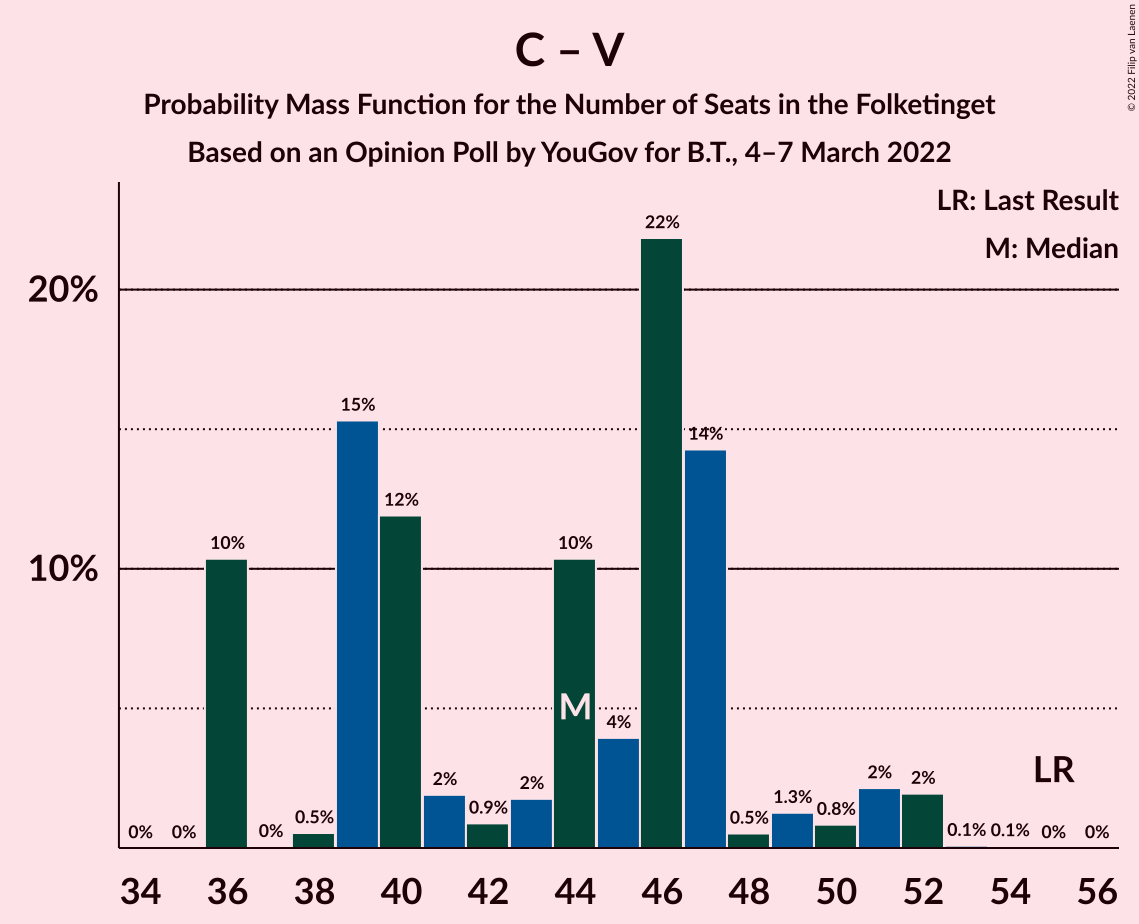 C – V
Probability Mass Function for the Number of Seats in the Folketinget
Based on an Opinion Poll by YouGov for B.T., 4–7 March 2022
© 2022 Filip van Laenen
LR: Last Result
M: Median
20%
10%
0% 0% 10% 0% 0.5% 15% 12% 2% 0.9% 2% 10% 4% 22% 14% 0.5% 1.3% 0.8% 2% 2% 0.1% 0.1% 0% 0%
M
LR
34 36 38 40 42 44 46 48 50 52 54 56